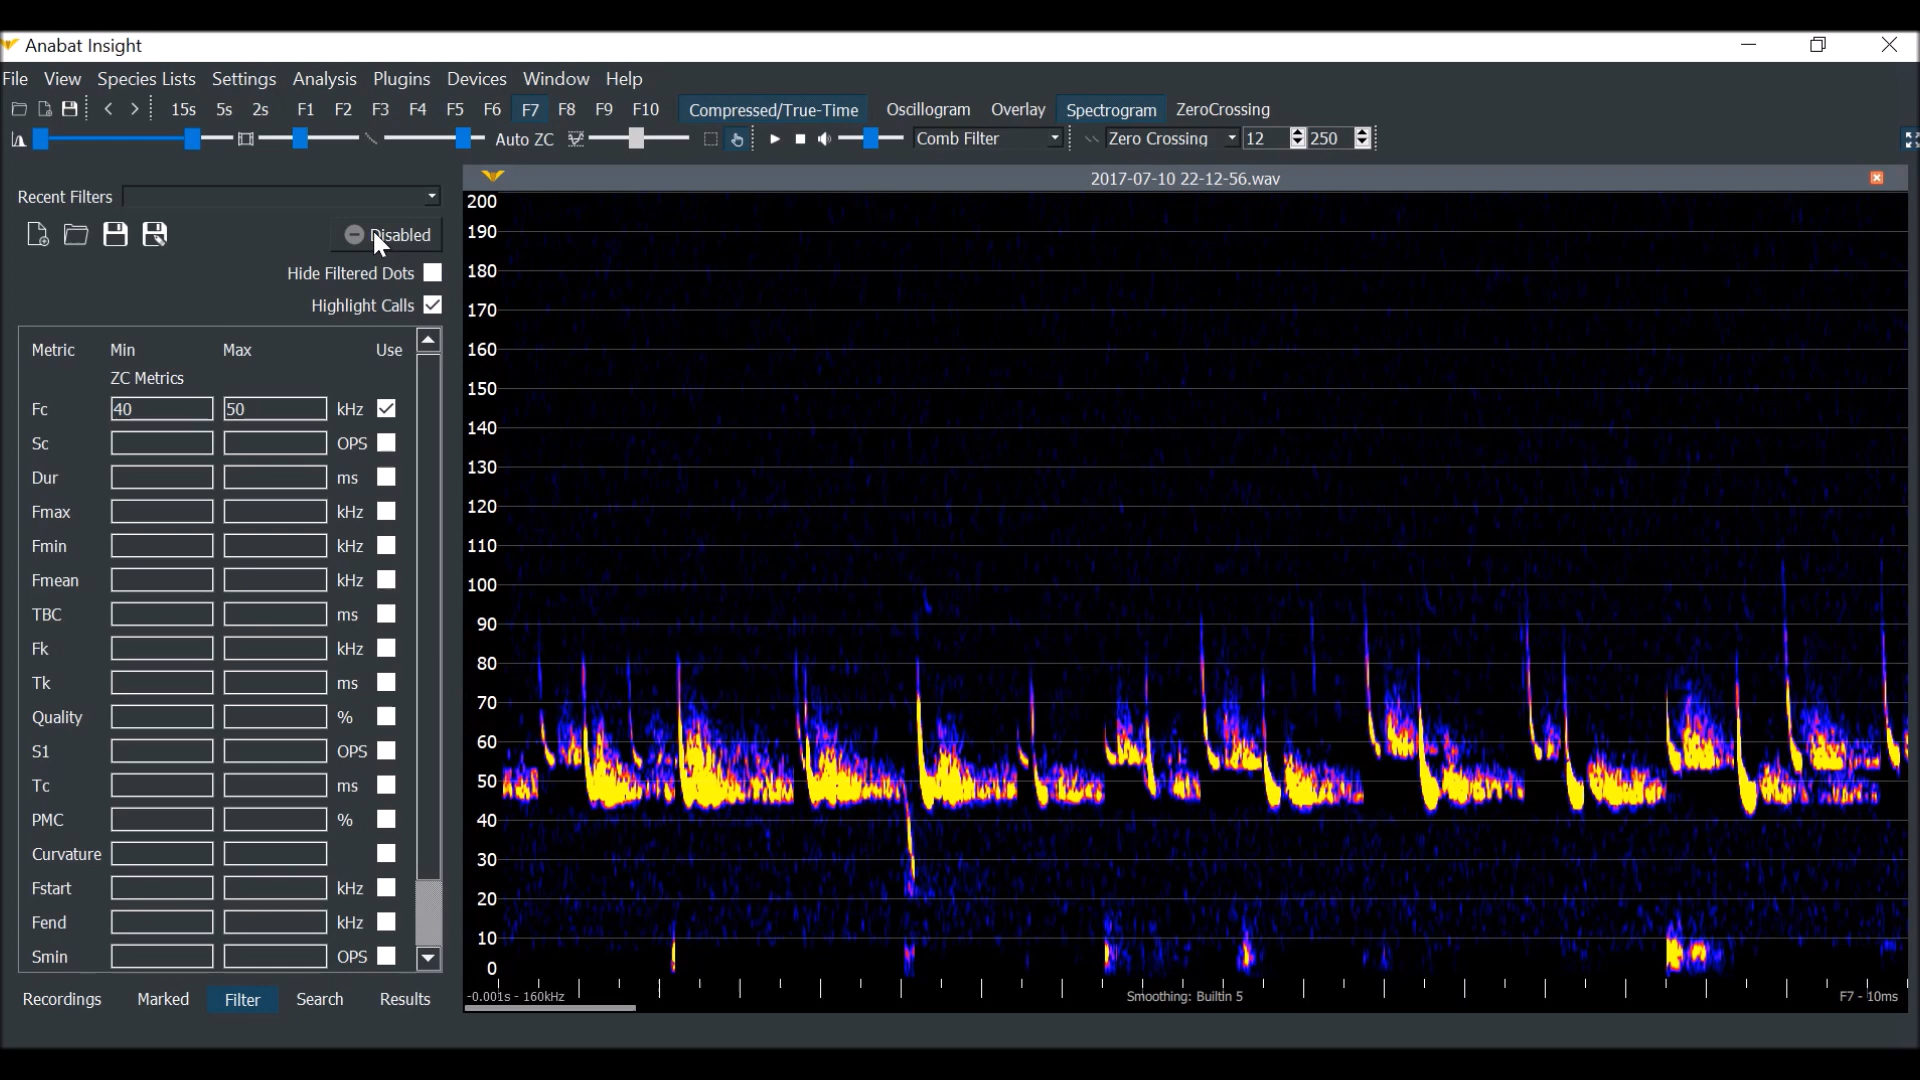 Anabat Insight
File View Species Lists Settings Analysis Plugins Devices Window Help
15s 5s 2s F1 F2 F3 F4 F5 F6 F7 F8 F9 F10 Compressed/True-Time Oscillogram Overlay Spectrogram ZeroCrossing
Auto ZC Comb Filter Zero Crossing 12 250
Recent Filters
Disabled
Hide Filtered Dots
Highlight Calls
Metric Min Max Use
ZC Metrics
Fc 40 50 kHz
Sc OPS
Dur ms
Fmax kHz
Fmin kHz
Fmean kHz
TBC ms
Fk kHz
Tk ms
Quality %
S1 OPS
Tc ms
PMC %
Curvature
Fstart kHz
Fend kHz
Smin OPS
Recordings Marked Filter Search Results
2017-07-10 22-12-56.wav
200
190
180
170
160
150
140
130
120
110
100
90
80
70
60
50
40
30
20
10
0
-0.001s - 160kHz Smoothing: Builtin 5 F7 - 10ms